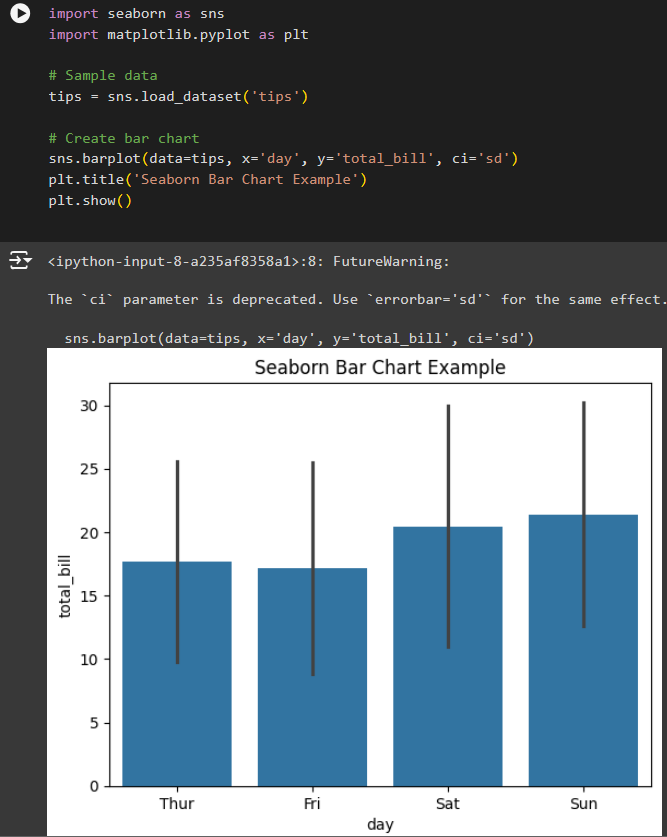 import seaborn as sns
import matplotlib.pyplot as plt
# Sample data
tips = sns.load_dataset('tips')
# Create bar chart
sns.barplot(data=tips, x='day', y='total_bill', ci='sd')
plt.title('Seaborn Bar Chart Example')
plt.show()
<ipython-input-8-a235af8358a1>:8: FutureWarning:
The `ci` parameter is deprecated. Use `errorbar='sd'` for the same effect.
sns.barplot(data=tips, x='day', y='total_bill', ci='sd')
Seaborn Bar Chart Example
30
25
20
15
10
5
0
total_bill
Thur Fri Sat Sun
day